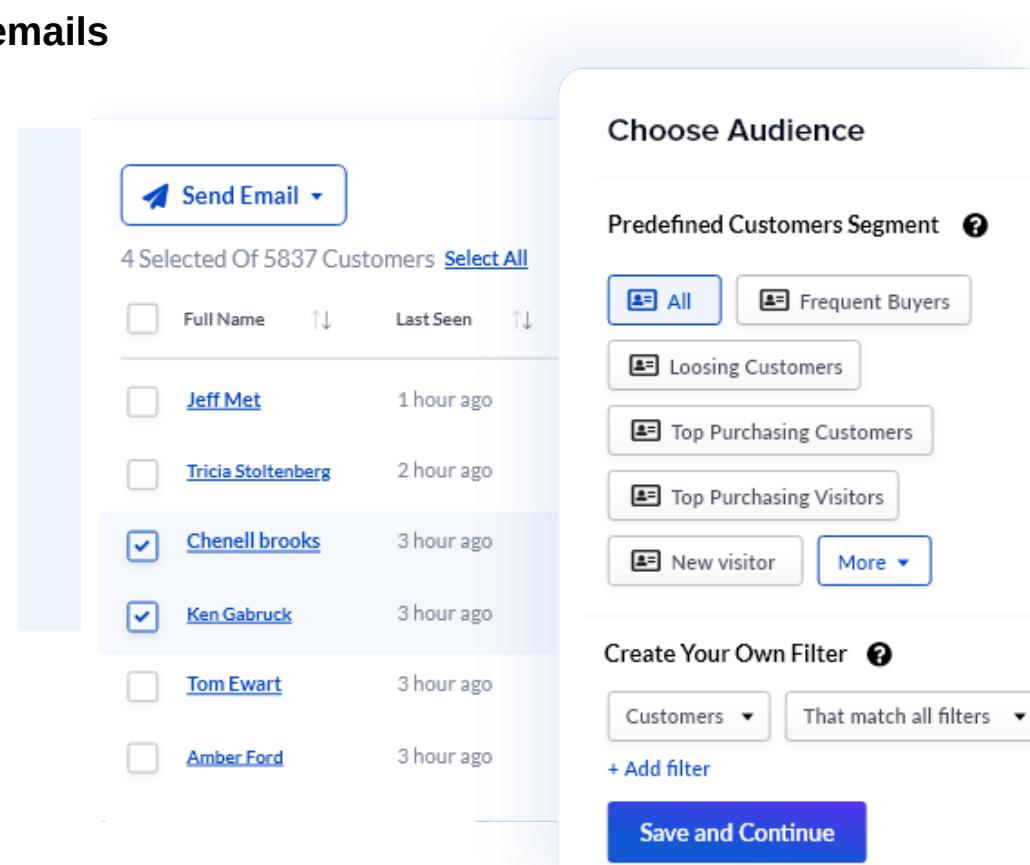 emails
Send Email
4 Selected Of 5837 Customers Select All
Full Name Last Seen
Jeff Met 1 hour ago
Tricia Stoltenberg 2 hour ago
Chenell brooks 3 hour ago
Ken Gabruck 3 hour ago
Tom Ewart 3 hour ago
Amber Ford 3 hour ago
Choose Audience
Predefined Customers Segment ?
All Frequent Buyers
Loosing Customers
Top Purchasing Customers
Top Purchasing Visitors
New visitor More
Create Your Own Filter ?
Customers That match all filters
+ Add filter
Save and Continue